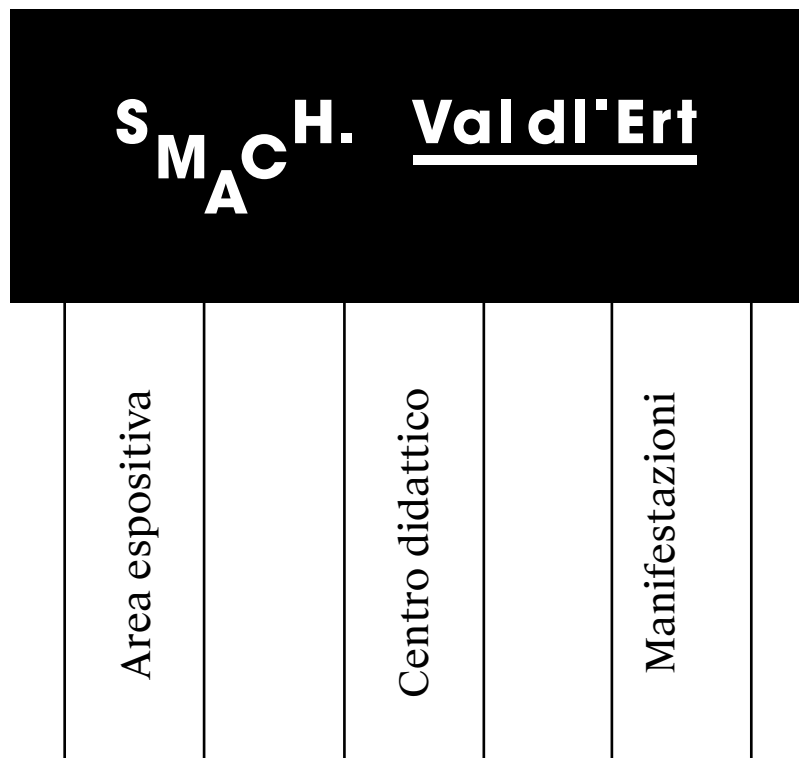 SMACH.
Val dl'Ert
Area espositiva
Centro didattico
Manifestazioni